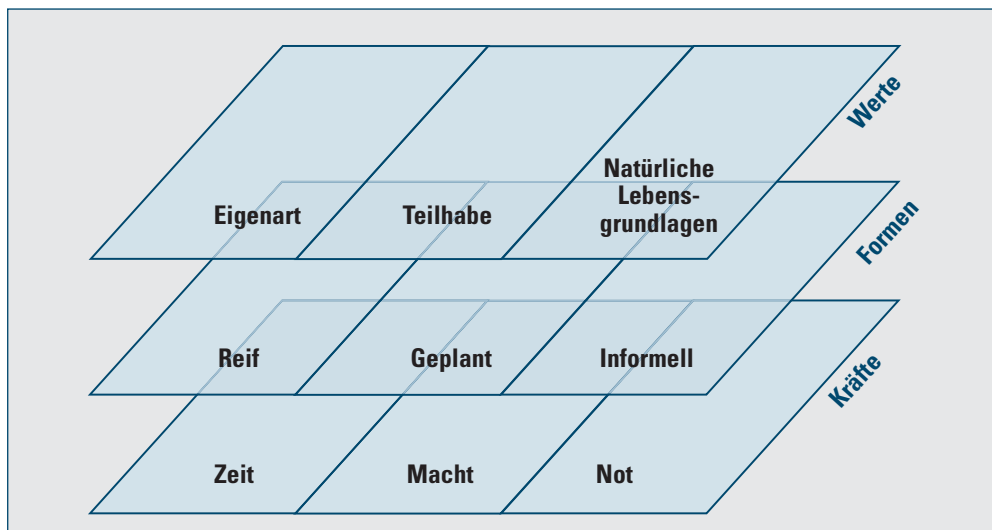 Werte
Eigenart
Teilhabe
Natürliche
Lebens-
grundlagen
Formen
Reif
Geplant
Informell
Kräfte
Zeit
Macht
Not